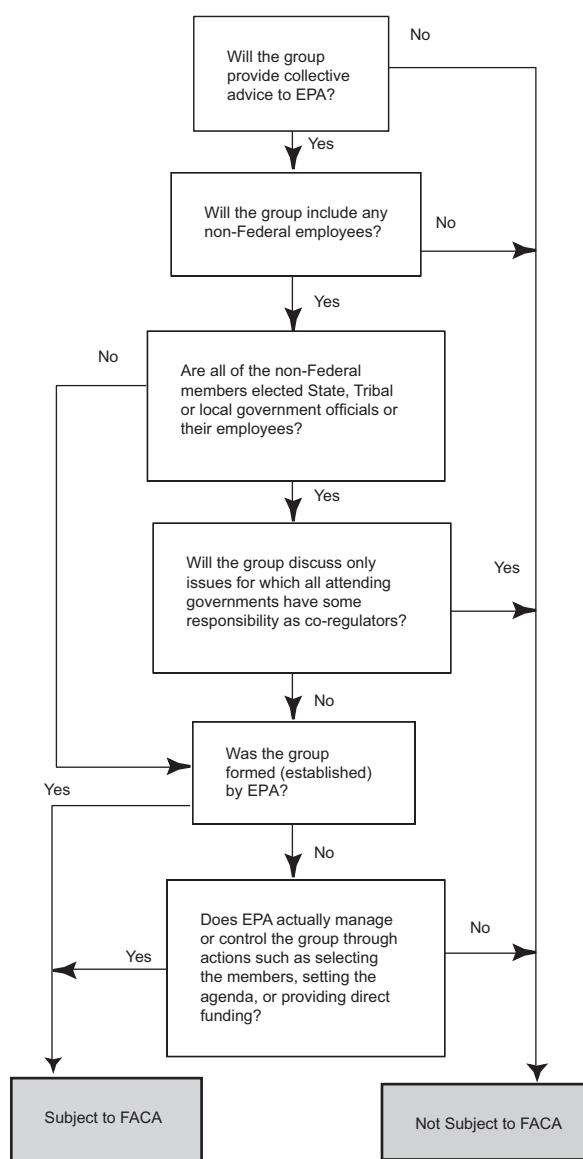 No
Will the group
provide collective
advice to EPA?
Yes
Will the group include any
non-Federal employees?
No
Yes
No
Are all of the non-Federal
members elected State, Tribal
or local government officials or
their employees?
Yes
Will the group discuss only
issues for which all attending
governments have some
responsibility as co-regulators?
Yes
No
Was the group
formed (established)
by EPA?
Yes
No
Does EPA actually manage
or control the group through
actions such as selecting
the members, setting the
agenda, or providing direct
funding?
Yes
No
Subject to FACA
Not Subject to FACA